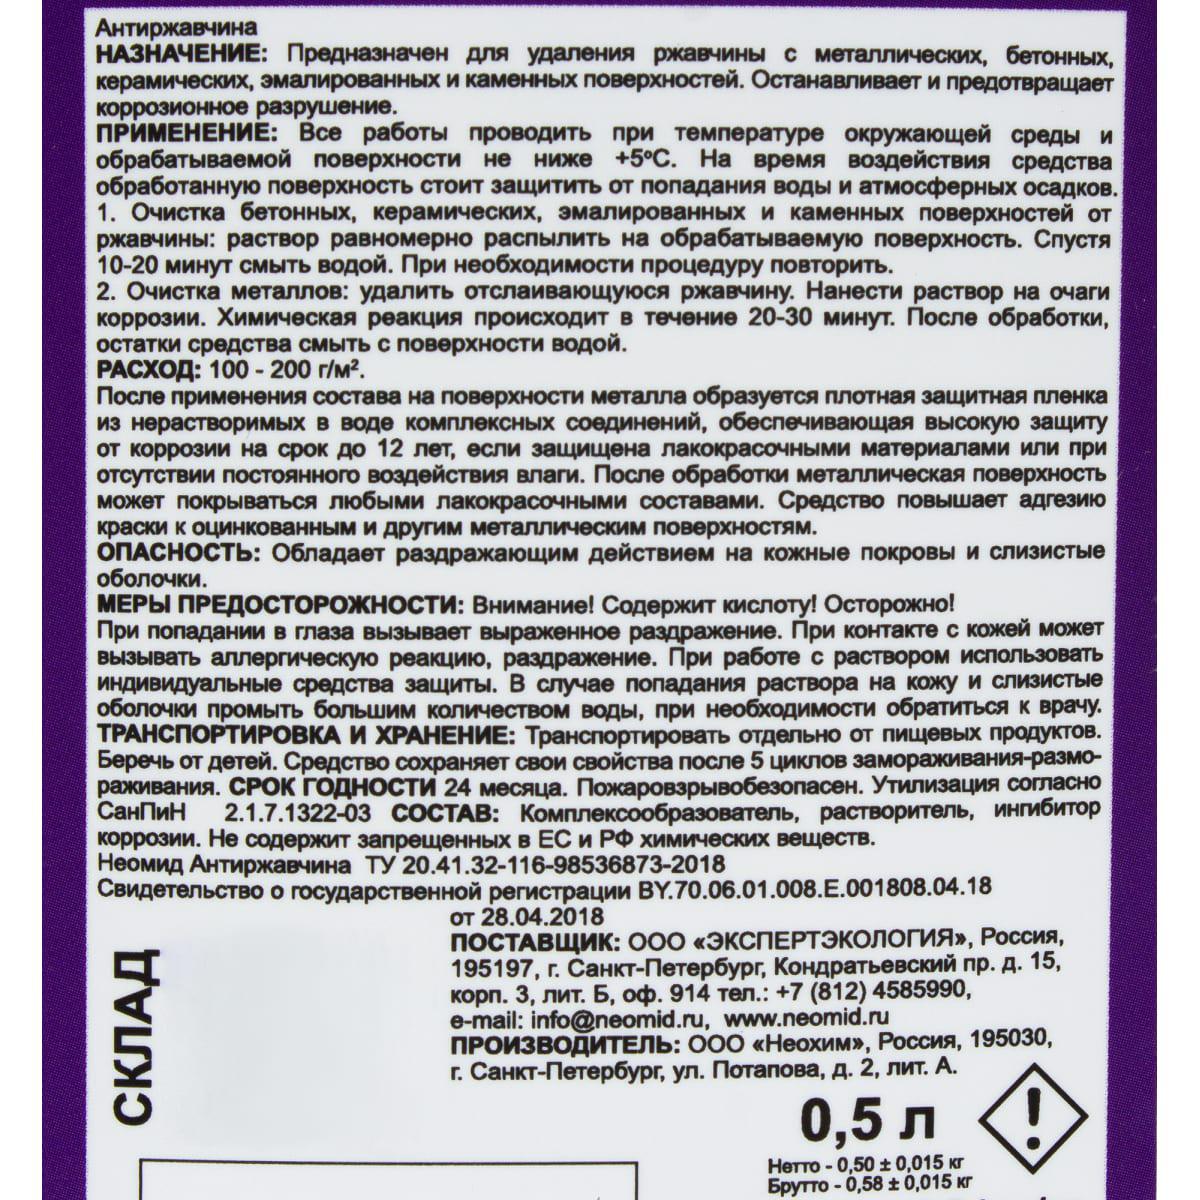 Антиржавчина
НАЗНАЧЕНИЕ: Предназначен для удаления ржавчины с металлических, бетонных,
керамических, эмалированных и каменных поверхностей. Останавливает и предотвращает
коррозионное разрушение.
ПРИМЕНЕНИЕ: Все работы проводить при температуре окружающей среды и
обрабатываемой поверхности не ниже +5ºС. На время воздействия средства
обработанную поверхность стоит защитить от попадания воды и атмосферных осадков.
1. Очистка бетонных, керамических, эмалированных и каменных поверхностей от
ржавчины: раствор равномерно распылить на обрабатываемую поверхность. Спустя
10-20 минут смыть водой. При необходимости процедуру повторить.
2. Очистка металлов: удалить отслаивающуюся ржавчину. Нанести раствор на очаги
коррозии. Химическая реакция происходит в течение 20-30 минут. После обработки,
остатки средства смыть с поверхности водой.
РАСХОД: 100 - 200 г/м².
После применения состава на поверхности металла образуется плотная защитная пленка
из нерастворимых в воде комплексных соединений, обеспечивающая высокую защиту
от коррозии на срок до 12 лет, если защищена лакокрасочными материалами или при
отсутствии постоянного воздействия влаги. После обработки металлическая поверхность
может покрываться любыми лакокрасочными составами. Средство повышает адгезию
краски к оцинкованным и другим металлическим поверхностям.
ОПАСНОСТЬ: Обладает раздражающим действием на кожные покровы и слизистые
оболочки.
МЕРЫ ПРЕДОСТОРОЖНОСТИ: Внимание! Содержит кислоту! Осторожно!
При попадании в глаза вызывает выраженное раздражение. При контакте с кожей может
вызывать аллергическую реакцию, раздражение. При работе с раствором использовать
индивидуальные средства защиты. В случае попадания раствора на кожу и слизистые
оболочки промыть большим количеством воды, при необходимости обратиться к врачу.
ТРАНСПОРТИРОВКА И ХРАНЕНИЕ: Транспортировать отдельно от пищевых продуктов.
Беречь от детей. Средство сохраняет свои свойства после 5 циклов замораживания-размо-
раживания. СРОК ГОДНОСТИ 24 месяца. Пожаровзрывобезопасен. Утилизация согласно
СанПиН 2.1.7.1322-03 СОСТАВ: Комплексообразователь, растворитель, ингибитор
коррозии. Не содержит запрещенных в ЕС и РФ химических веществ.
Неомид Антиржавчина ТУ 20.41.32-116-98536873-2018
Свидетельство о государственной регистрации BY.70.06.01.008.Е.001808.04.18
от 28.04.2018
ПОСТАВЩИК: ООО «ЭКСПЕРТЭКОЛОГИЯ», Россия,
195197, г. Санкт-Петербург, Кондратьевский пр. д. 15,
корп. 3, лит. Б, оф. 914 тел.: +7 (812) 4585990,
e-mail: info@neomid.ru, www.neomid.ru
ПРОИЗВОДИТЕЛЬ: ООО «Неохим», Россия, 195030,
г. Санкт-Петербург, ул. Потапова, д. 2, лит. А.
СКЛАД
0,5 л
Нетто - 0,50 ± 0,015 кг
Брутто - 0,58 ± 0,015 кг